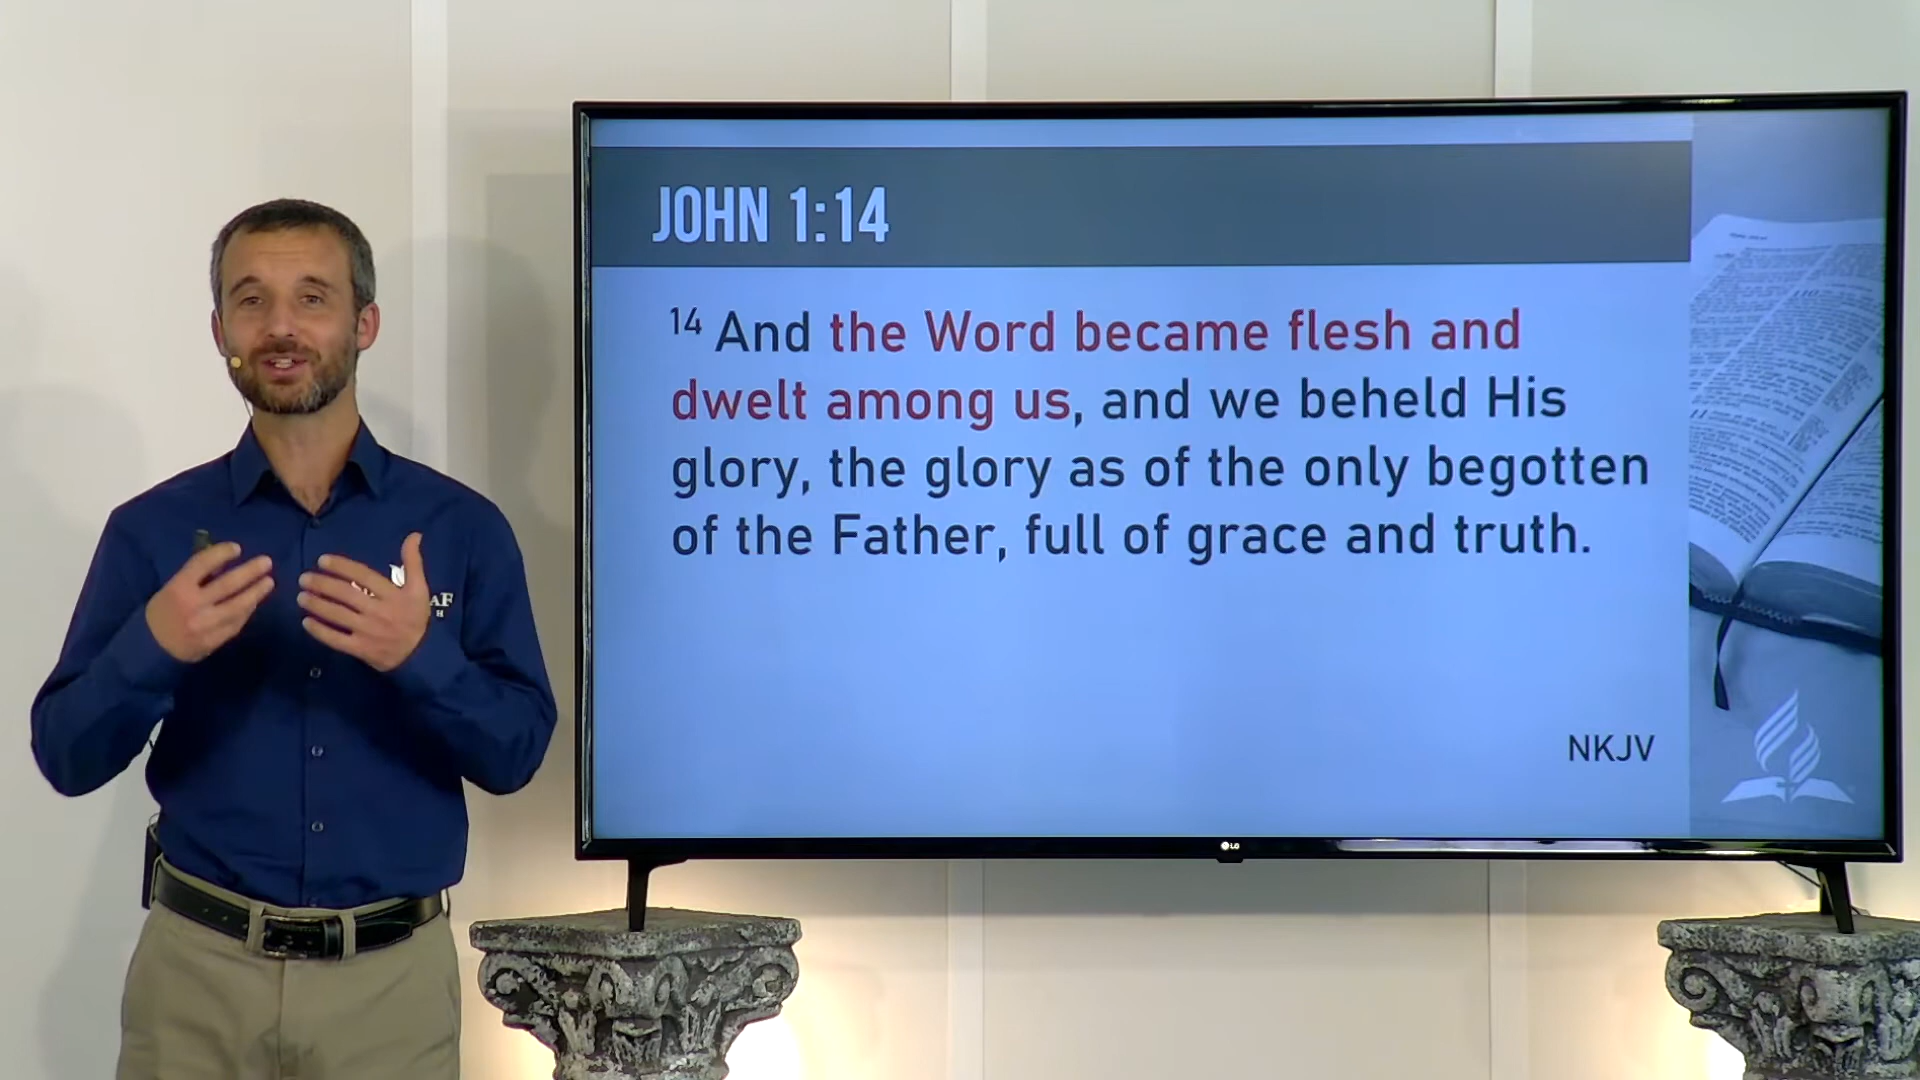 JOHN 1:14
14 And the Word became flesh and
dwelt among us, and we beheld His
glory, the glory as of the only begotten
of the Father, full of grace and truth.
NKJV
LG